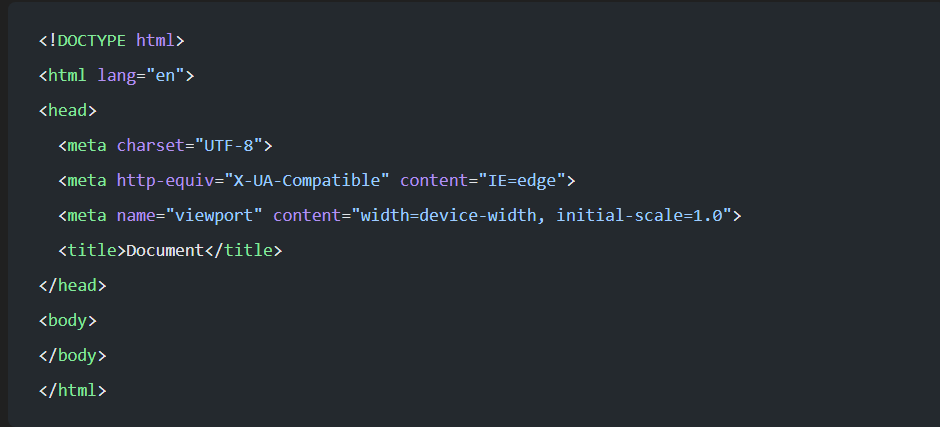 <!DOCTYPE html>
<html lang="en">
<head>
  <meta charset="UTF-8">
  <meta http-equiv="X-UA-Compatible" content="IE=edge">
  <meta name="viewport" content="width=device-width, initial-scale=1.0">
  <title>Document</title>
</head>
<body>
</body>
</html>